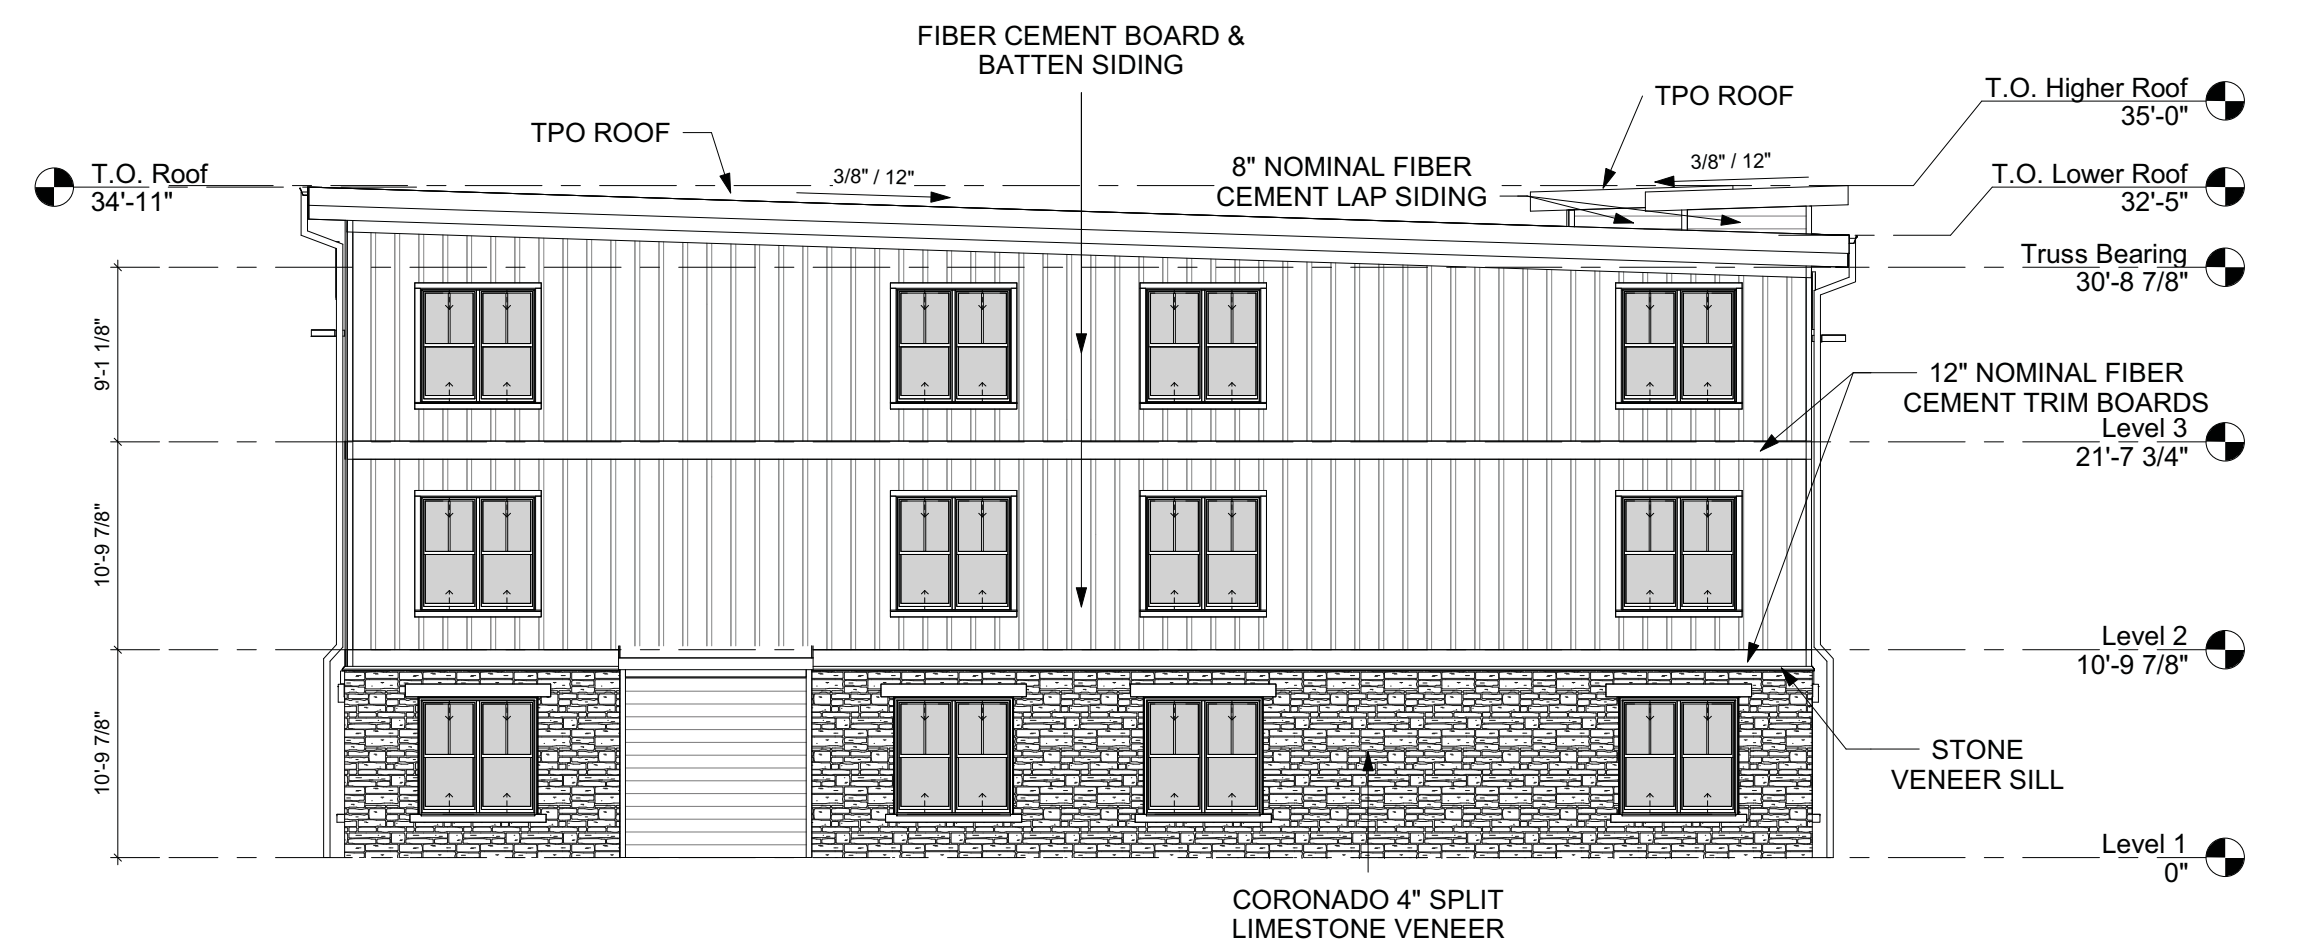 FIBER CEMENT BOARD &
BATTEN SIDING
T.O. Higher Roof
35'-0"
TPO ROOF
TPO ROOF
8" NOMINAL FIBER
CEMENT LAP SIDING
3/8" / 12"
3/8" / 12"
T.O. Roof
34'-11"
T.O. Lower Roof
32'-5"
Truss Bearing
30'-8 7/8"
9'-1 1/8"
12" NOMINAL FIBER
CEMENT TRIM BOARDS
Level 3
21'-7 3/4"
10'-9 7/8"
Level 2
10'-9 7/8"
10'-9 7/8"
STONE
VENEER SILL
Level 1
0"
CORONADO 4" SPLIT
LIMESTONE VENEER